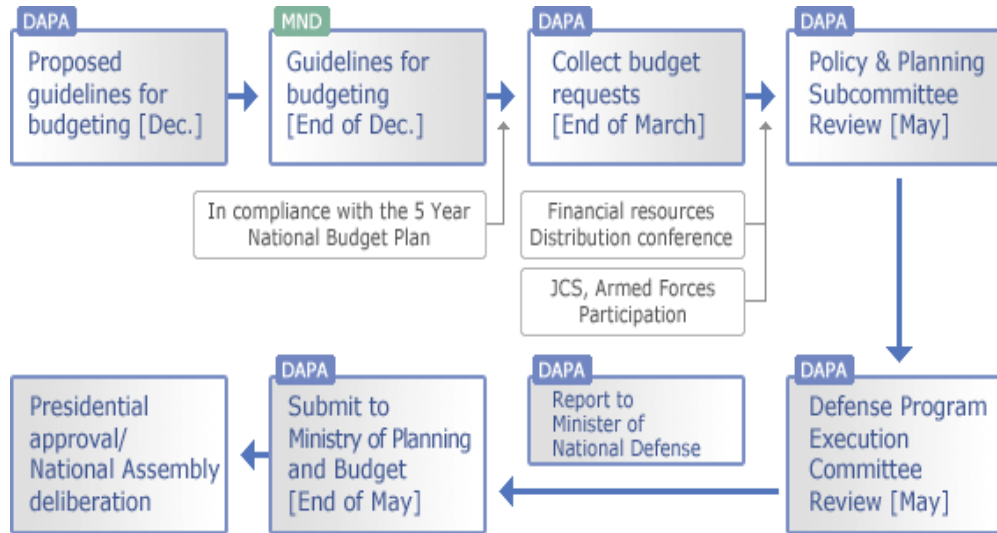 DAPA
Proposed
guidelines for
budgeting [Dec.]
MND
Guidelines for
budgeting
[End of Dec.]
DAPA
Collect budget
requests
[End of March]
DAPA
Policy & Planning
Subcommittee
Review [May]
In compliance with the 5 Year
National Budget Plan
Financial resources
Distribution conference
JCS, Armed Forces
Participation
DAPA
Defense Program
Execution
Committee
Review [May]
DAPA
Report to
Minister of
National Defense
DAPA
Submit to
Ministry of Planning
and Budget
[End of May]
Presidential
approval/
National Assembly
deliberation